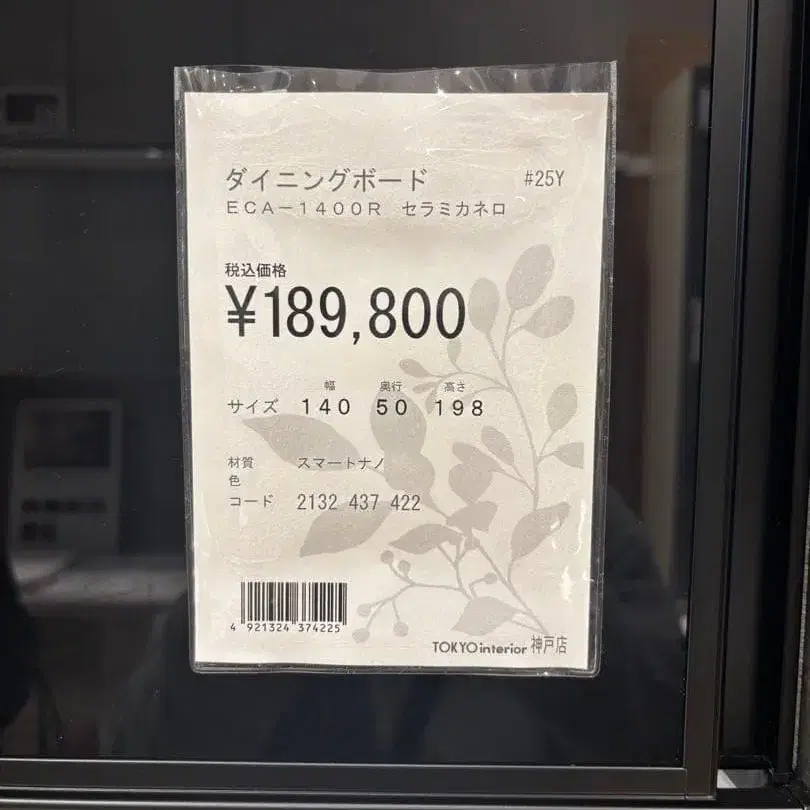 ダイニングボード #25Y
ECA－1400R セラミカネロ
税込価格
¥189,800
幅 奥行 高さ
サイズ 140 50 198
材質 スマートナノ
色
コード 2132 437 422
4 921324 374225
TOKYO interior 神戸店